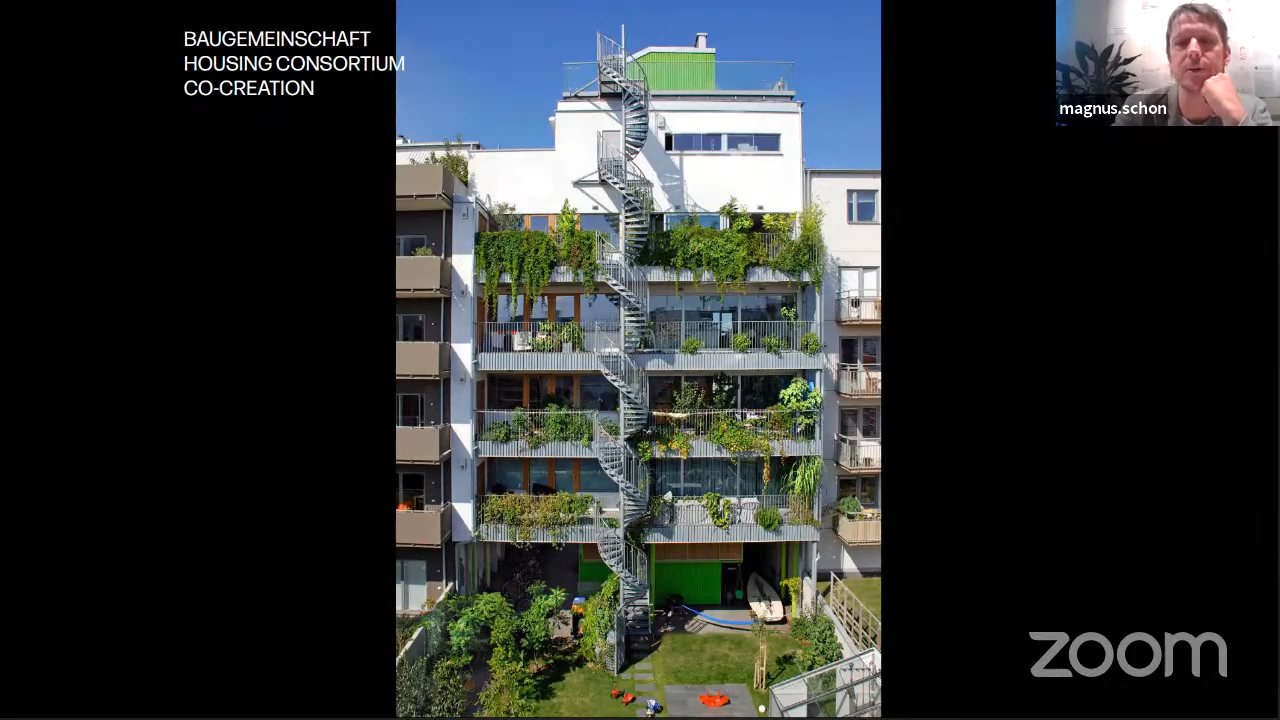 BAUGEMEINSCHAFT
HOUSING CONSORTIUM
CO-CREATION
magnus.schon
zoom